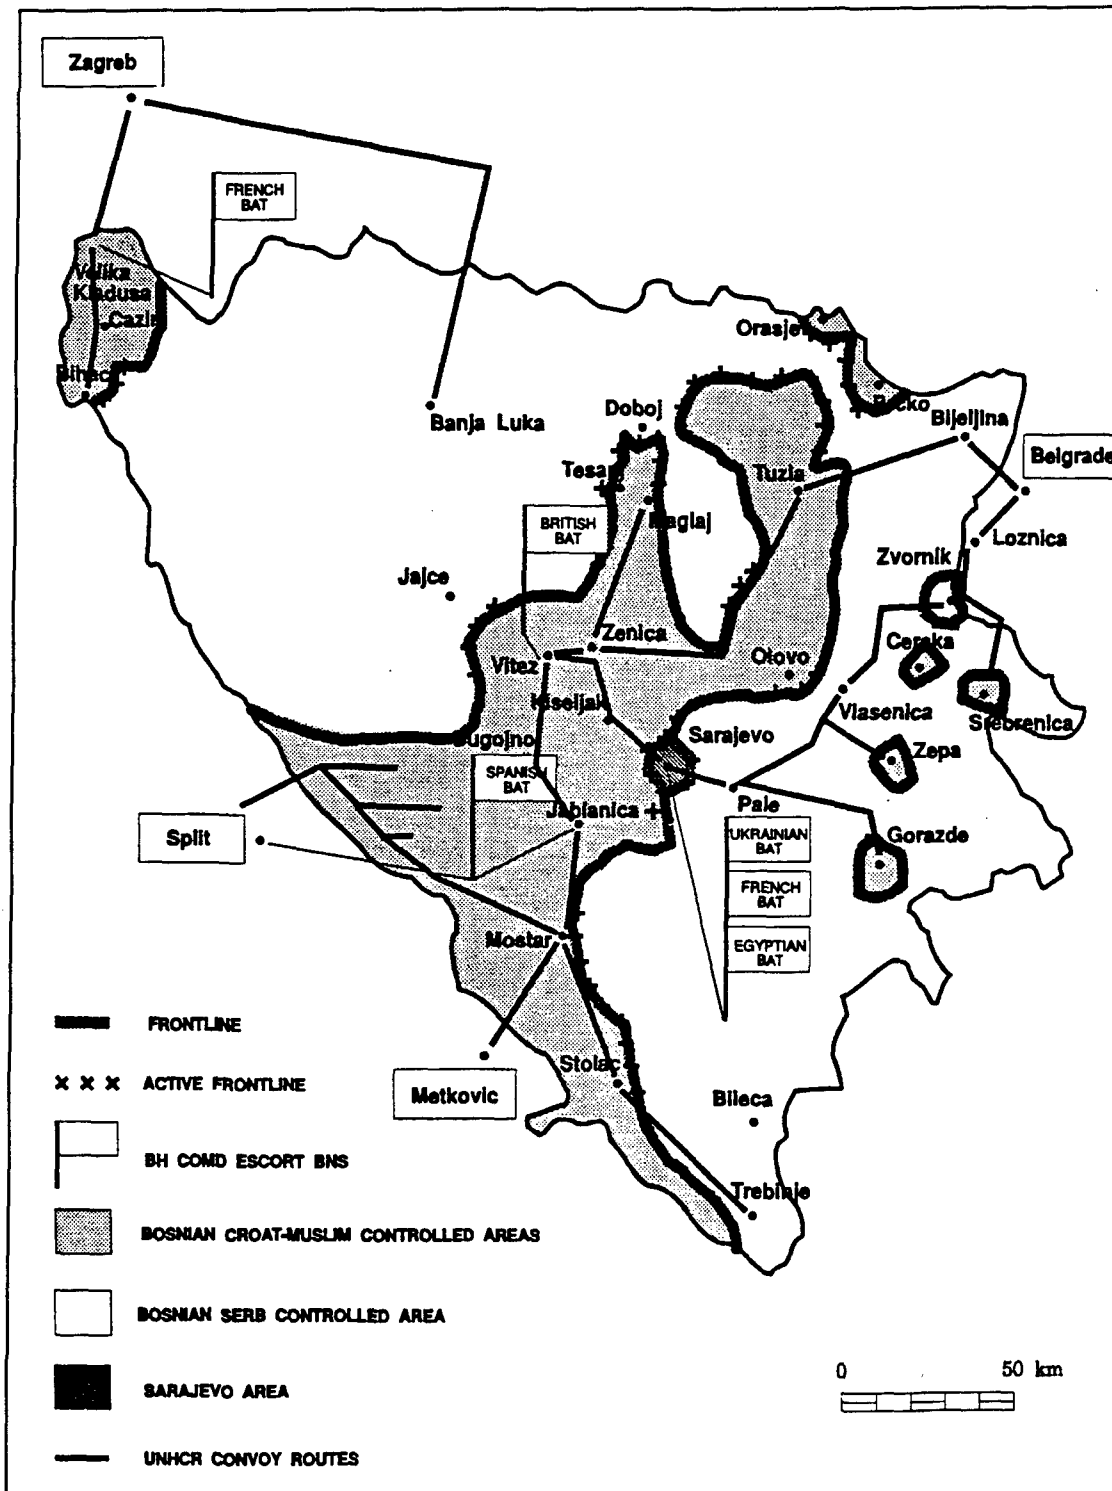 Zagreb
FRENCH
BAT
Velika
Kladusa
Cazin
Bihac
Banja Luka
Orasje
Brcko
Doboj
Bijeljina
Belgrade
Tesanj
Tuzla
Maglaj
BRITISH
BAT
Loznica
Zvornik
Jajce
Zenica
Cerska
Vitez
Olovo
Kiseljak
Vlasenica
Srebrenica
Bugojno
Sarajevo
Zepa
SPANISH
BAT
Jablanica
Pale
Split
UKRAINIAN
BAT
Gorazde
FRENCH
BAT
Mostar
EGYPTIAN
BAT
FRONTLINE
Stolac
x x x ACTIVE FRONTLINE
Metkovic
Bileca
BH COMD ESCORT BNS
Trebinje
BOSNIAN CROAT-MUSLIM CONTROLLED AREAS
BOSNIAN SERB CONTROLLED AREA
0 50 km
SARAJEVO AREA
UNHCR CONVOY ROUTES